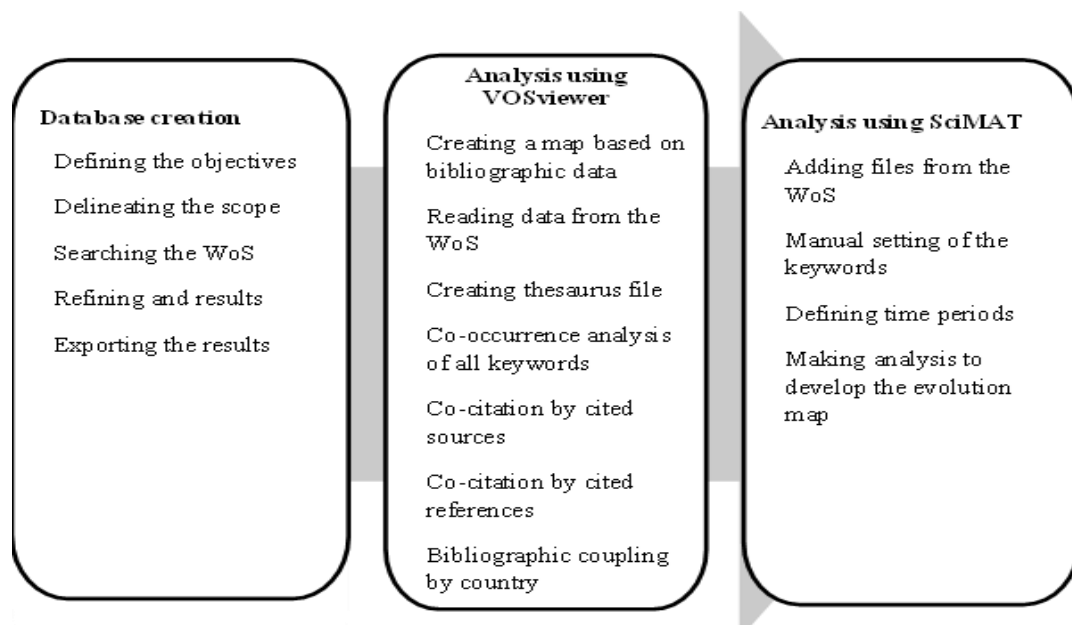 Database creation
Defining the objectives
Delineating the scope
Searching the WoS
Refining and results
Exporting the results
Analysis using
VOSviewer
Creating a map based on
bibliographic data
Reading data from the
WoS
Creating thesaurus file
Co-occurrence analysis
of all keywords
Co-citation by cited
sources
Co-citation by cited
references
Bibliographic coupling
by country
Analysis using SciMAT
Adding files from the
WoS
Manual setting of the
keywords
Defining time periods
Making analysis to
develop the evolution
map